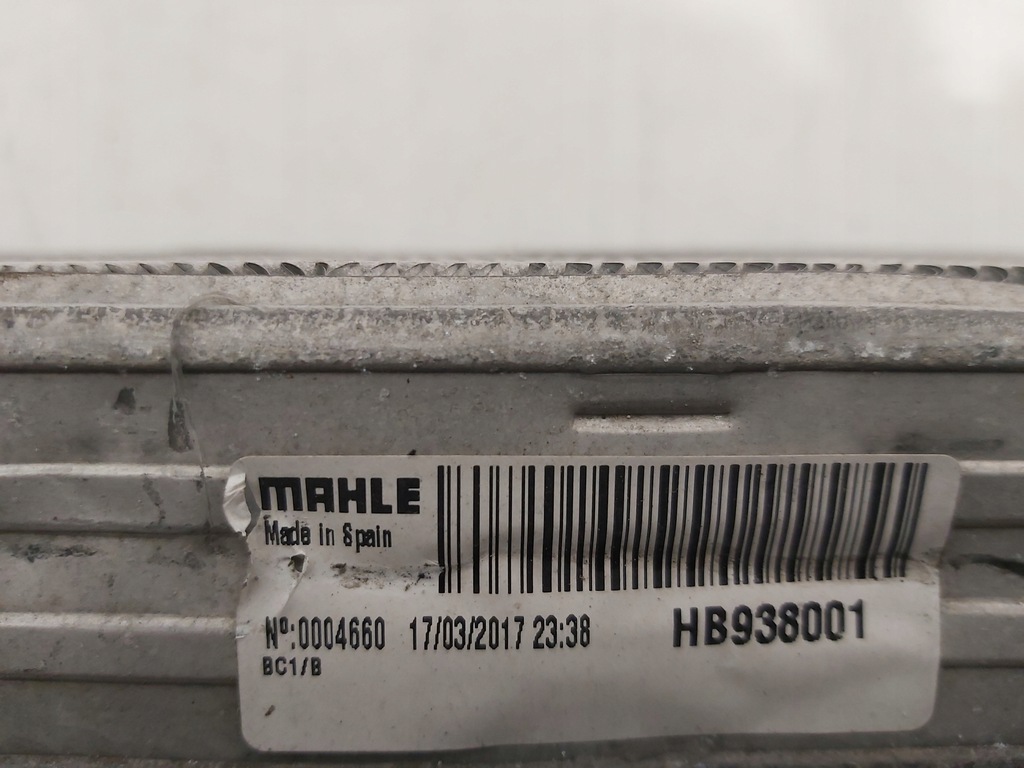 MAHLE
Made in Spain
Nº:0004660 17/03/2017 23:38 HB938001
BC1/B